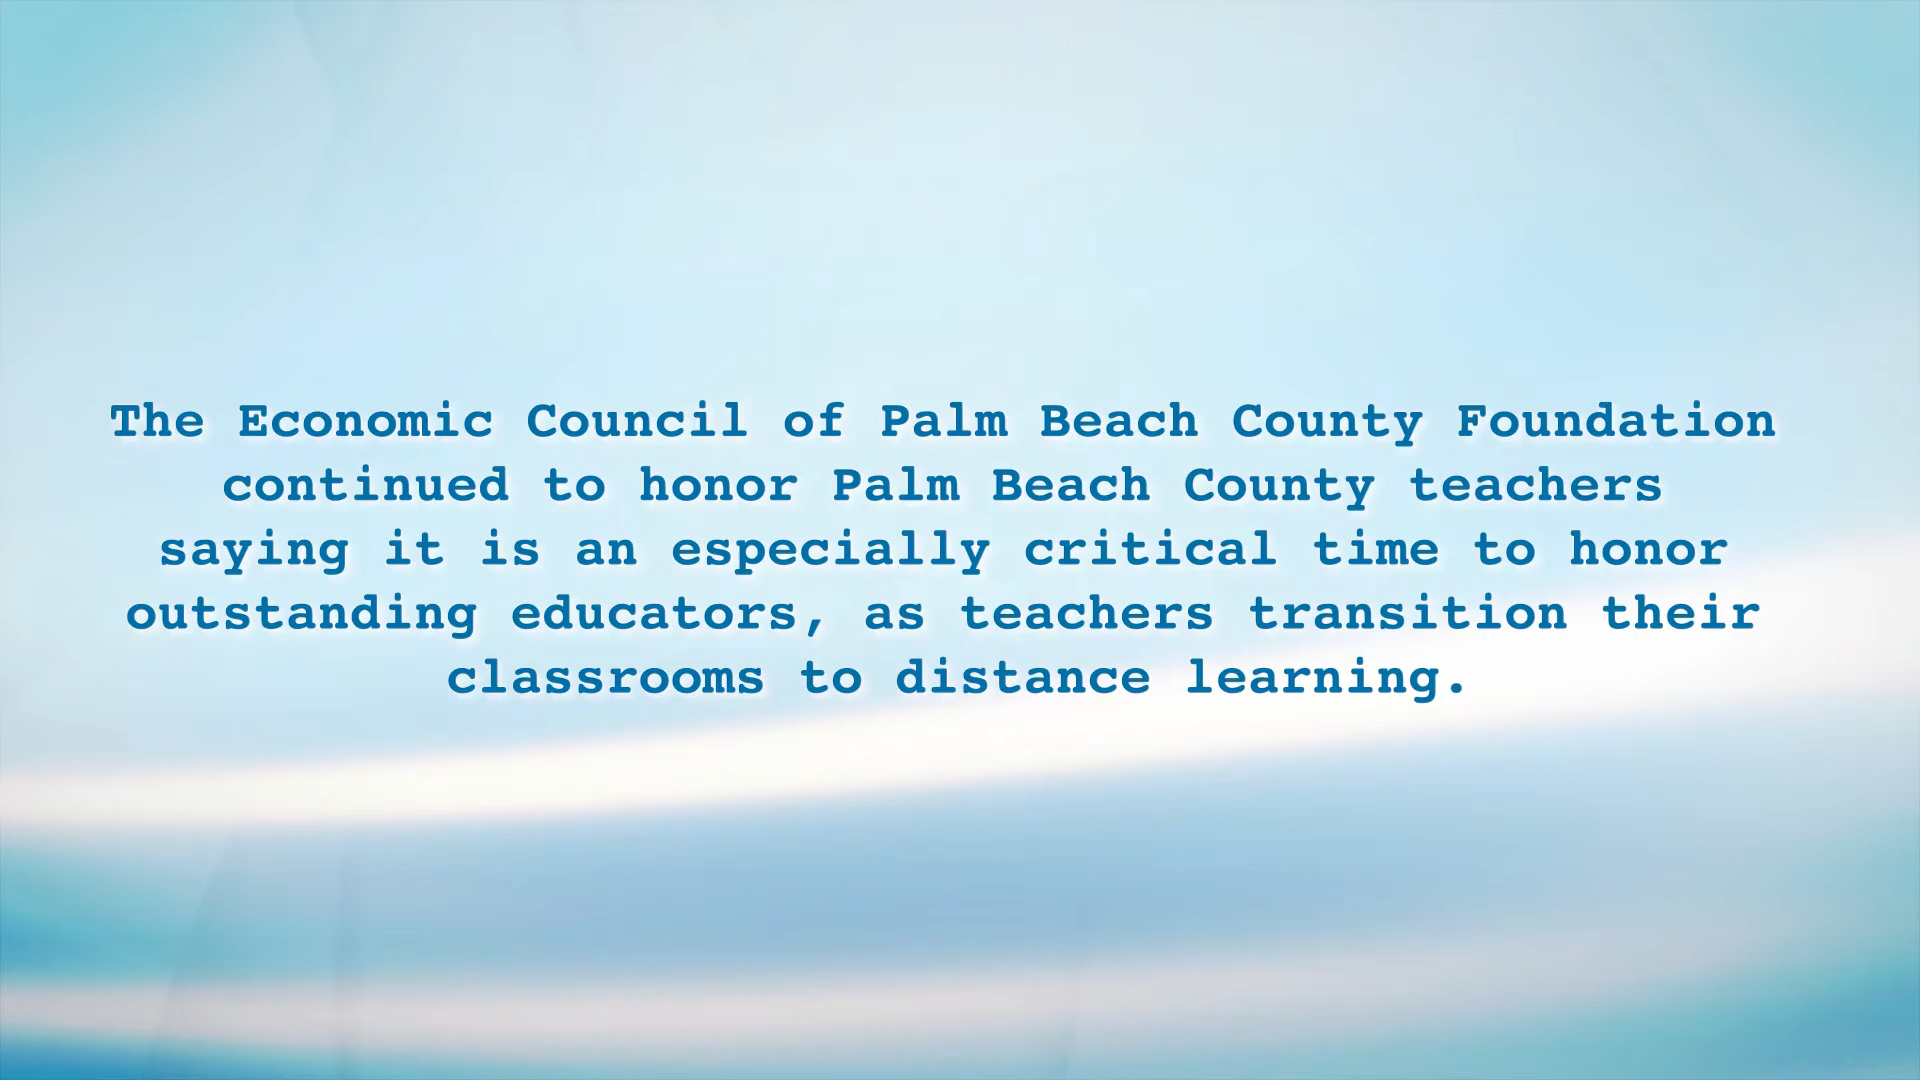 The Economic Council of Palm Beach County Foundation
continued to honor Palm Beach County teachers
saying it is an especially critical time to honor
outstanding educators, as teachers transition their
classrooms to distance learning.